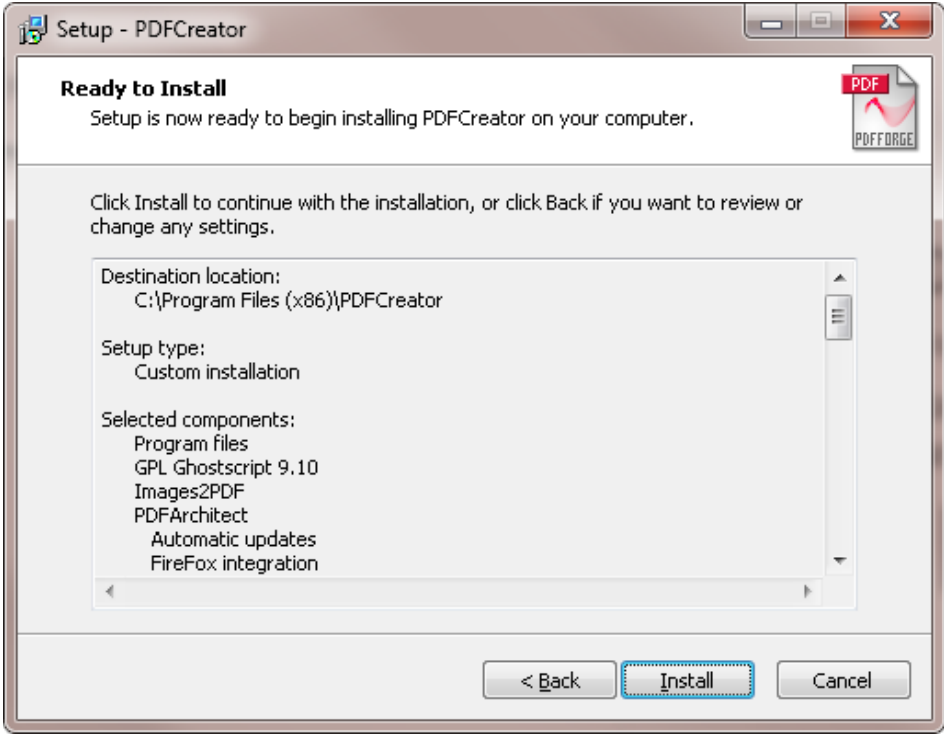 Setup - PDFCreator
Ready to Install
Setup is now ready to begin installing PDFCreator on your computer.
PDF
PDFFORGE
Click Install to continue with the installation, or click Back if you want to review or
change any settings.
Destination location:
C:\Program Files (x86)\PDFCreator
Setup type:
Custom installation
Selected components:
Program files
GPL Ghostscript 9.10
Images2PDF
PDFArchitect
Automatic updates
FireFox integration
< Back
Install
Cancel